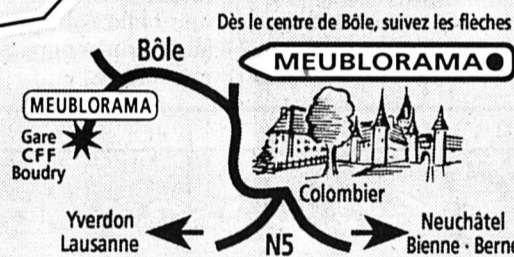 Dès le centre de Bôle, suivez les flèches
MEUBLORAMA
Bôle
MEUBLORAMA
Gare
CFF
Boudry
Colombier
Yverdon
Lausanne
N5
Neuchâtel
Bienne · Berne